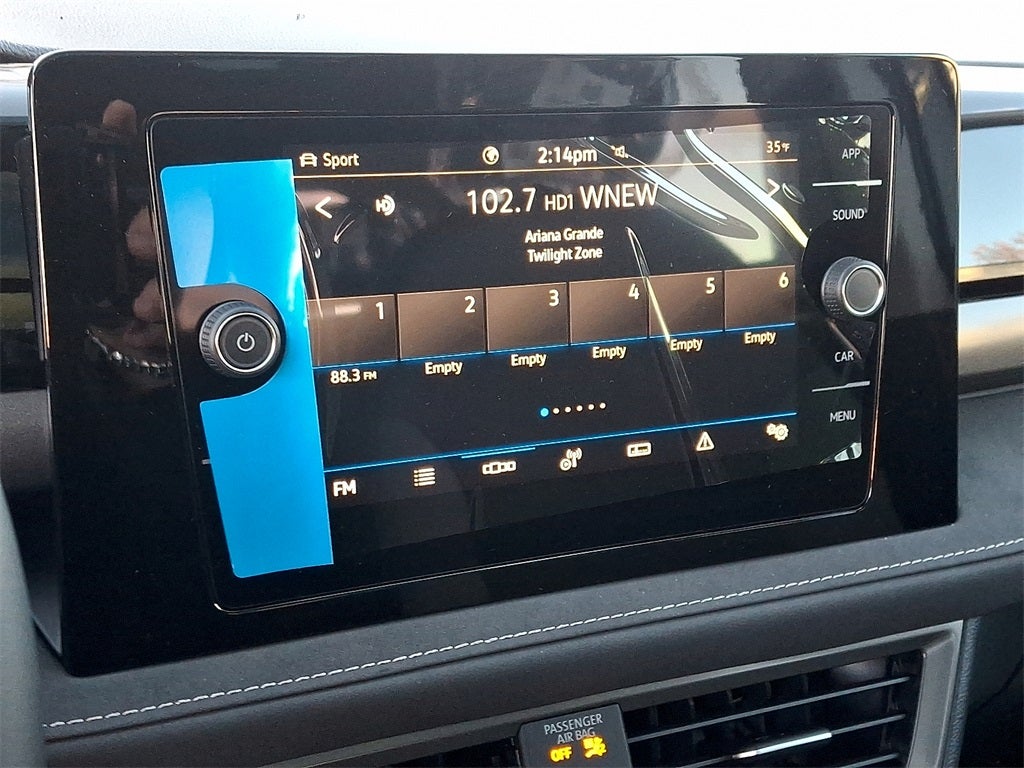 Sport 2:14pm 35°F
APP
< HD 102.7 HD1 WNEW >
SOUND
Ariana Grande
Twilight Zone
1 2 3 4 5 6
88.3 FM Empty Empty Empty Empty Empty
CAR
MENU
FM
PASSENGER
AIR BAG
OFF